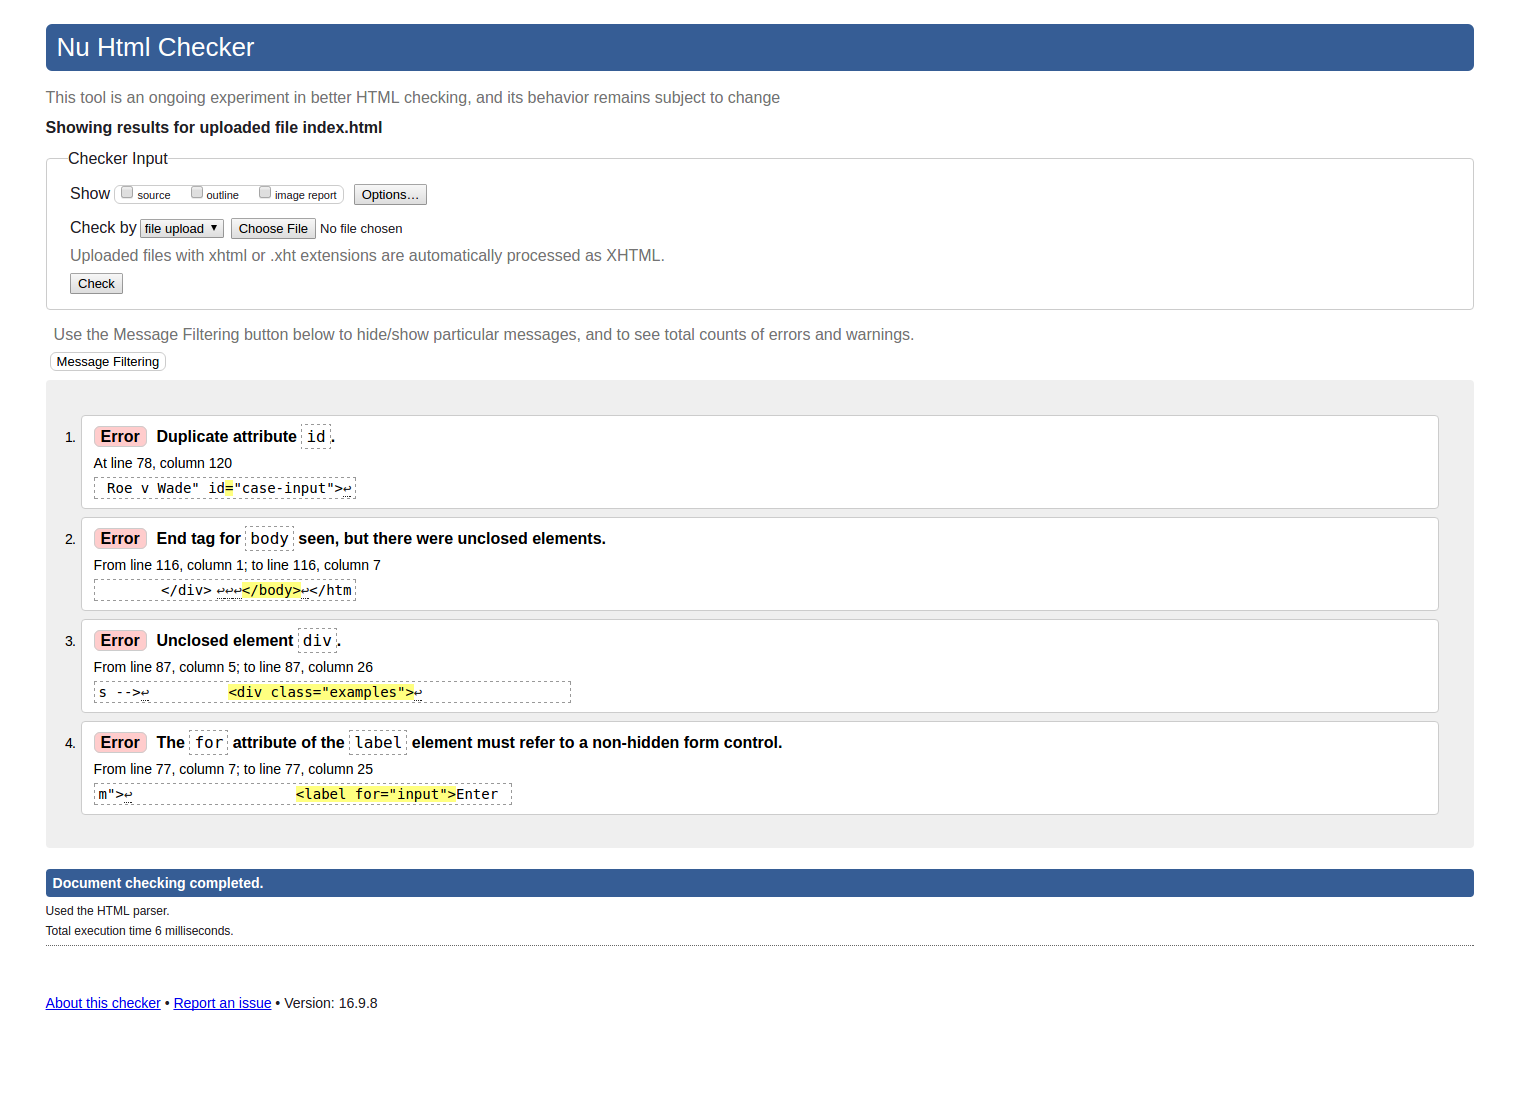 Nu Html Checker
This tool is an ongoing experiment in better HTML checking, and its behavior remains subject to change
Showing results for uploaded file index.html
Checker Input
Show source outline image report Options…
Check by file upload ▼ Choose File No file chosen
Uploaded files with xhtml or .xht extensions are automatically processed as XHTML.
Check
Use the Message Filtering button below to hide/show particular messages, and to see total counts of errors and warnings.
Message Filtering
1. Error Duplicate attribute id.
At line 78, column 120
Roe v Wade" id="case-input">↩
2. Error End tag for body seen, but there were unclosed elements.
From line 116, column 1; to line 116, column 7
</div> ↩↩↩</body>↩</htm
3. Error Unclosed element div.
From line 87, column 5; to line 87, column 26
s -->↩ <div class="examples">↩
4. Error The for attribute of the label element must refer to a non-hidden form control.
From line 77, column 7; to line 77, column 25
m">↩ <label for="input">Enter
Document checking completed.
Used the HTML parser.
Total execution time 6 milliseconds.
About this checker • Report an issue • Version: 16.9.8